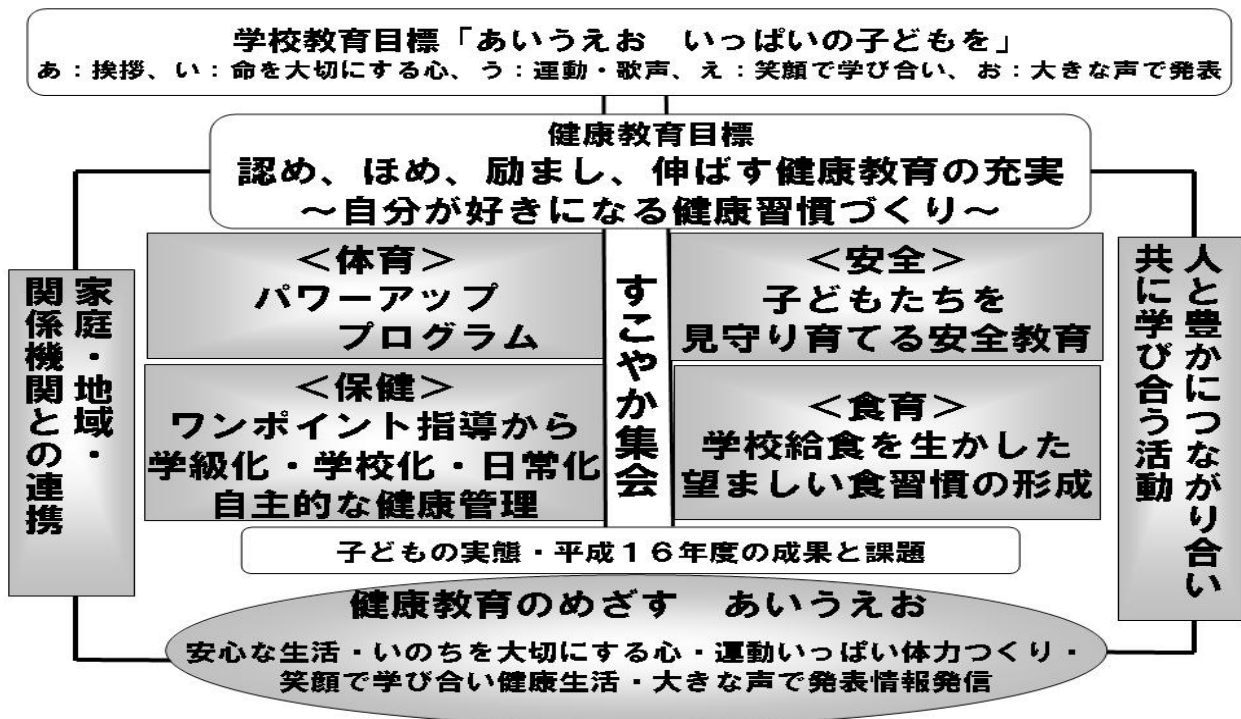 学校教育目標「あいうえお　いっぱいの子どもを」
あ：挨拶、い：命を大切にする心、う：運動・歌声、え：笑顔で学び合い、お：大きな声で発表
健康教育目標
認め、ほめ、励まし、伸ばす健康教育の充実
～自分が好きになる健康習慣づくり～
家庭・地域・
関係機関との連携
＜体育＞
パワーアップ
プログラム
＜保健＞
ワンポイント指導から
学級化・学校化・日常化
自主的な健康管理
すこやか集会
＜安全＞
子どもたちを
見守り育てる安全教育
＜食育＞
学校給食を生かした
望ましい食習慣の形成
人と豊かにつながり合い
共に学び合う活動
子どもの実態・平成１６年度の成果と課題
健康教育のめざす　あいうえお
安心な生活・いのちを大切にする心・運動いっぱい体力つくり・
笑顔で学び合い健康生活・大きな声で発表情報発信